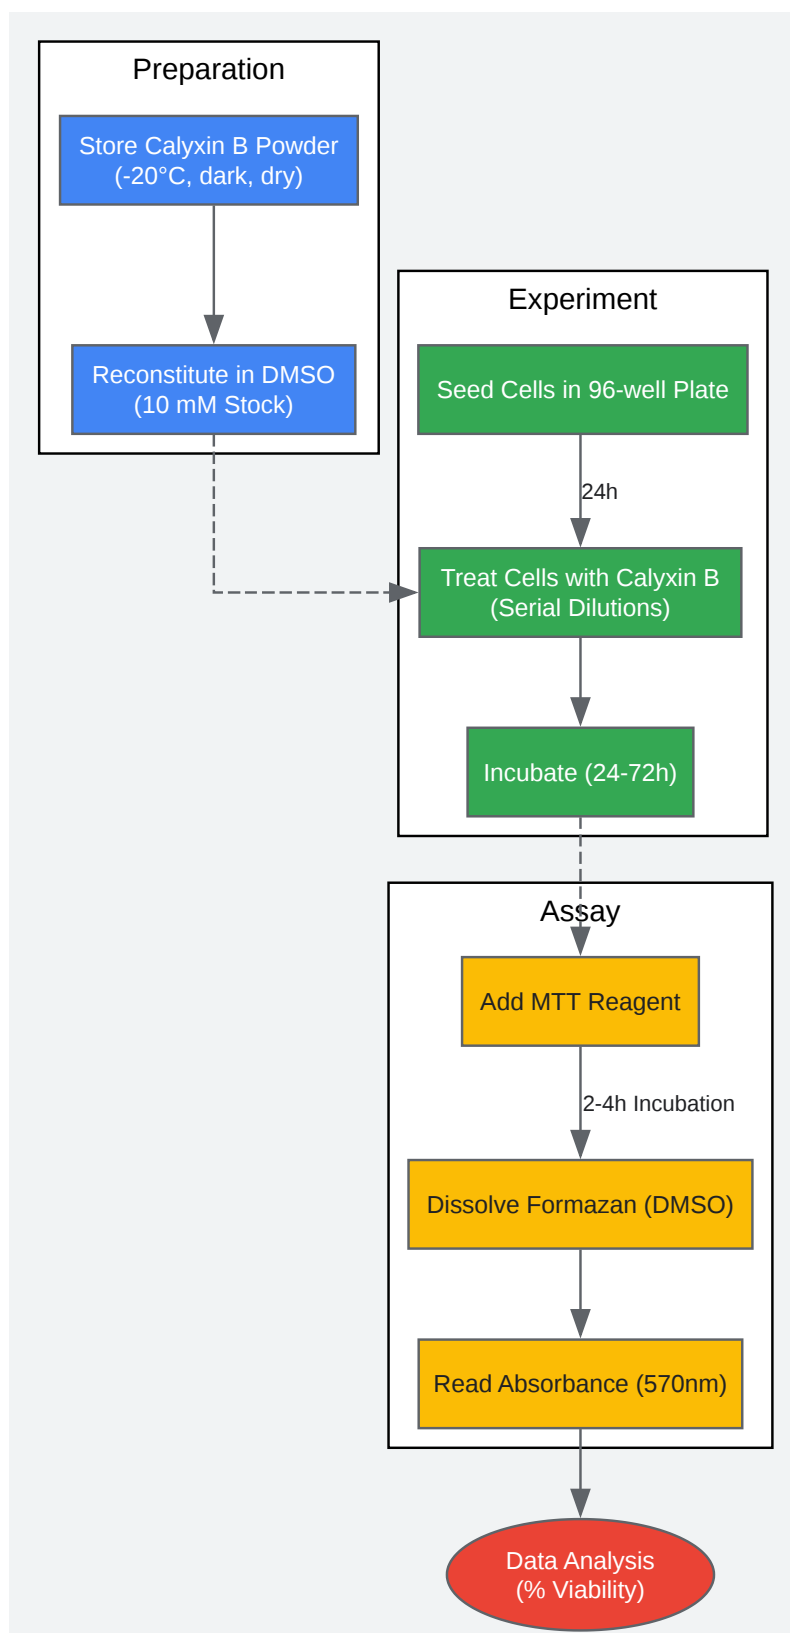 Preparation
Store Calyxin B Powder
(-20°C, dark, dry)
Reconstitute in DMSO
(10 mM Stock)
Experiment
Seed Cells in 96-well Plate
24h
Treat Cells with Calyxin B
(Serial Dilutions)
Incubate (24-72h)
Assay
Add MTT Reagent
2-4h Incubation
Dissolve Formazan (DMSO)
Read Absorbance (570nm)
Data Analysis
(% Viability)